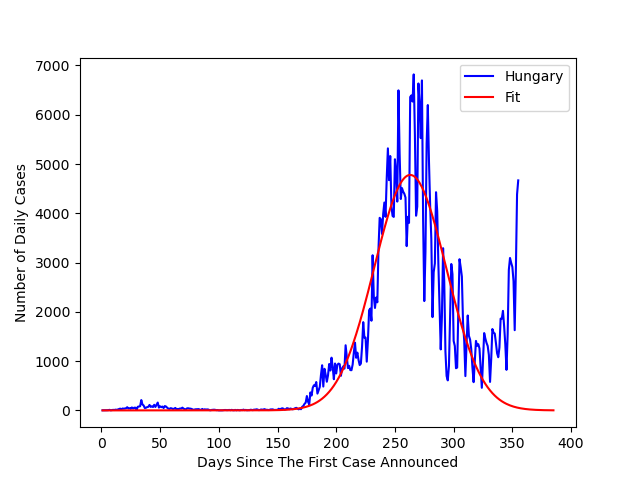 Hungary
Fit
7000
6000
5000
4000
3000
2000
1000
0
Number of Daily Cases
0 50 100 150 200 250 300 350 400
Days Since The First Case Announced